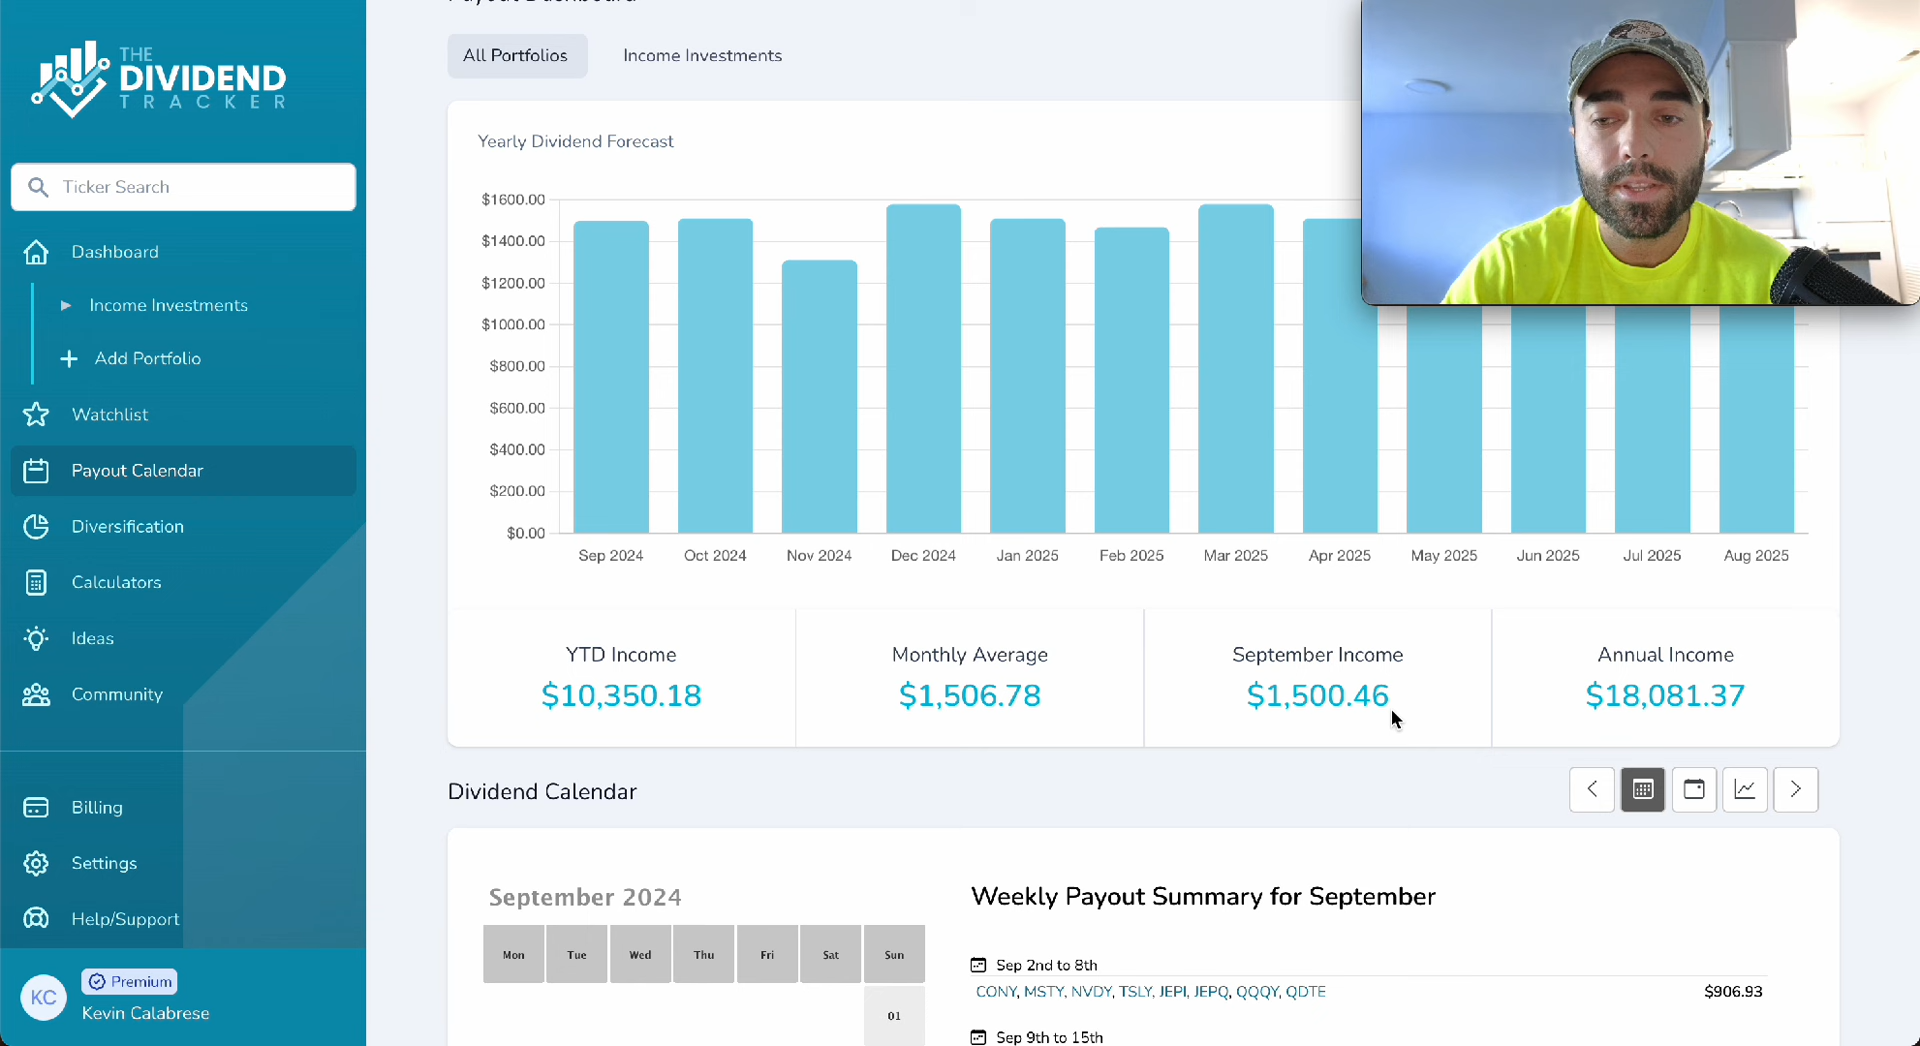 THE
DIVIDEND
TRACKER
Ticker Search
Dashboard
Income Investments
Add Portfolio
Watchlist
Payout Calendar
Diversification
Calculators
Ideas
Community
Billing
Settings
Help/Support
KC
Premium
Kevin Calabrese
Payout Dashboard
All Portfolios
Income Investments
Yearly Dividend Forecast
$1600.00
$1400.00
$1200.00
$1000.00
$800.00
$600.00
$400.00
$200.00
$0.00
Sep 2024 Oct 2024 Nov 2024 Dec 2024 Jan 2025 Feb 2025 Mar 2025 Apr 2025 May 2025 Jun 2025 Jul 2025 Aug 2025
YTD Income
$10,350.18
Monthly Average
$1,506.78
September Income
$1,500.46
Annual Income
$18,081.37
Dividend Calendar
September 2024
Mon Tue Wed Thu Fri Sat Sun
01
Weekly Payout Summary for September
Sep 2nd to 8th
CONY, MSTY, NVDY, TSLY, JEPI, JEPQ, QQQY, QDTE $906.93
Sep 9th to 15th